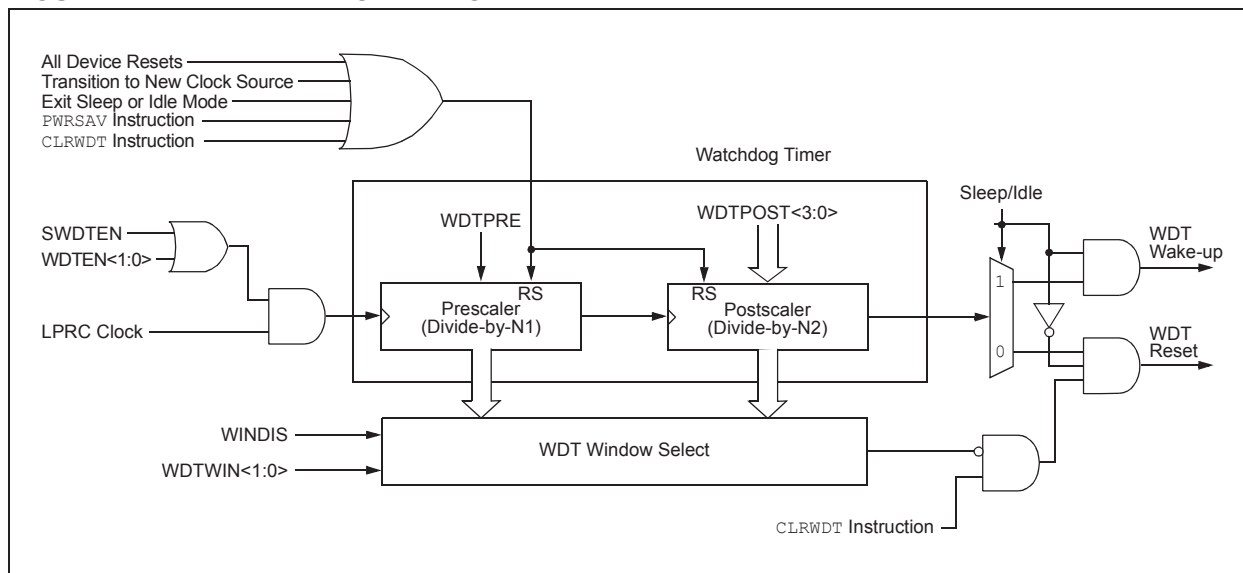 All Device Resets
Transition to New Clock Source
Exit Sleep or Idle Mode
PWRSAV Instruction
CLRWDT Instruction
Watchdog Timer
Sleep/Idle
WDTPRE
WDTPOST<3:0>
SWDTEN
WDTEN<1:0>
WDT
Wake-up
RS
RS
1
Prescaler
(Divide-by-N1)
Postscaler
(Divide-by-N2)
LPRC Clock
WDT
Reset
0
WINDIS
WDT Window Select
WDTWIN<1:0>
CLRWDT Instruction